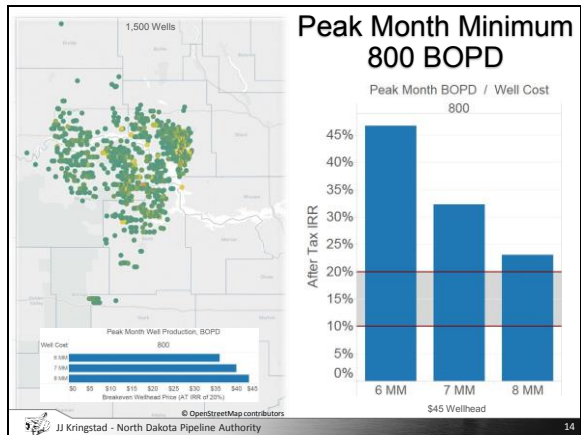 1,500 Wells
Peak Month Minimum
800 BOPD
Peak Month BOPD / Well Cost
800
After Tax IRR
45%
40%
35%
30%
25%
20%
15%
10%
5%
0%
6 MM 7 MM 8 MM
$45 Wellhead
Peak Month Well Production, BOPD
Well Cost 800
6 MM
7 MM
8 MM
$0 $5 $10 $15 $20 $25 $30 $35 $40 $45
Breakeven Wellhead Price (AT IRR of 20%)
© OpenStreetMap contributors
JJ Kringstad - North Dakota Pipeline Authority 14